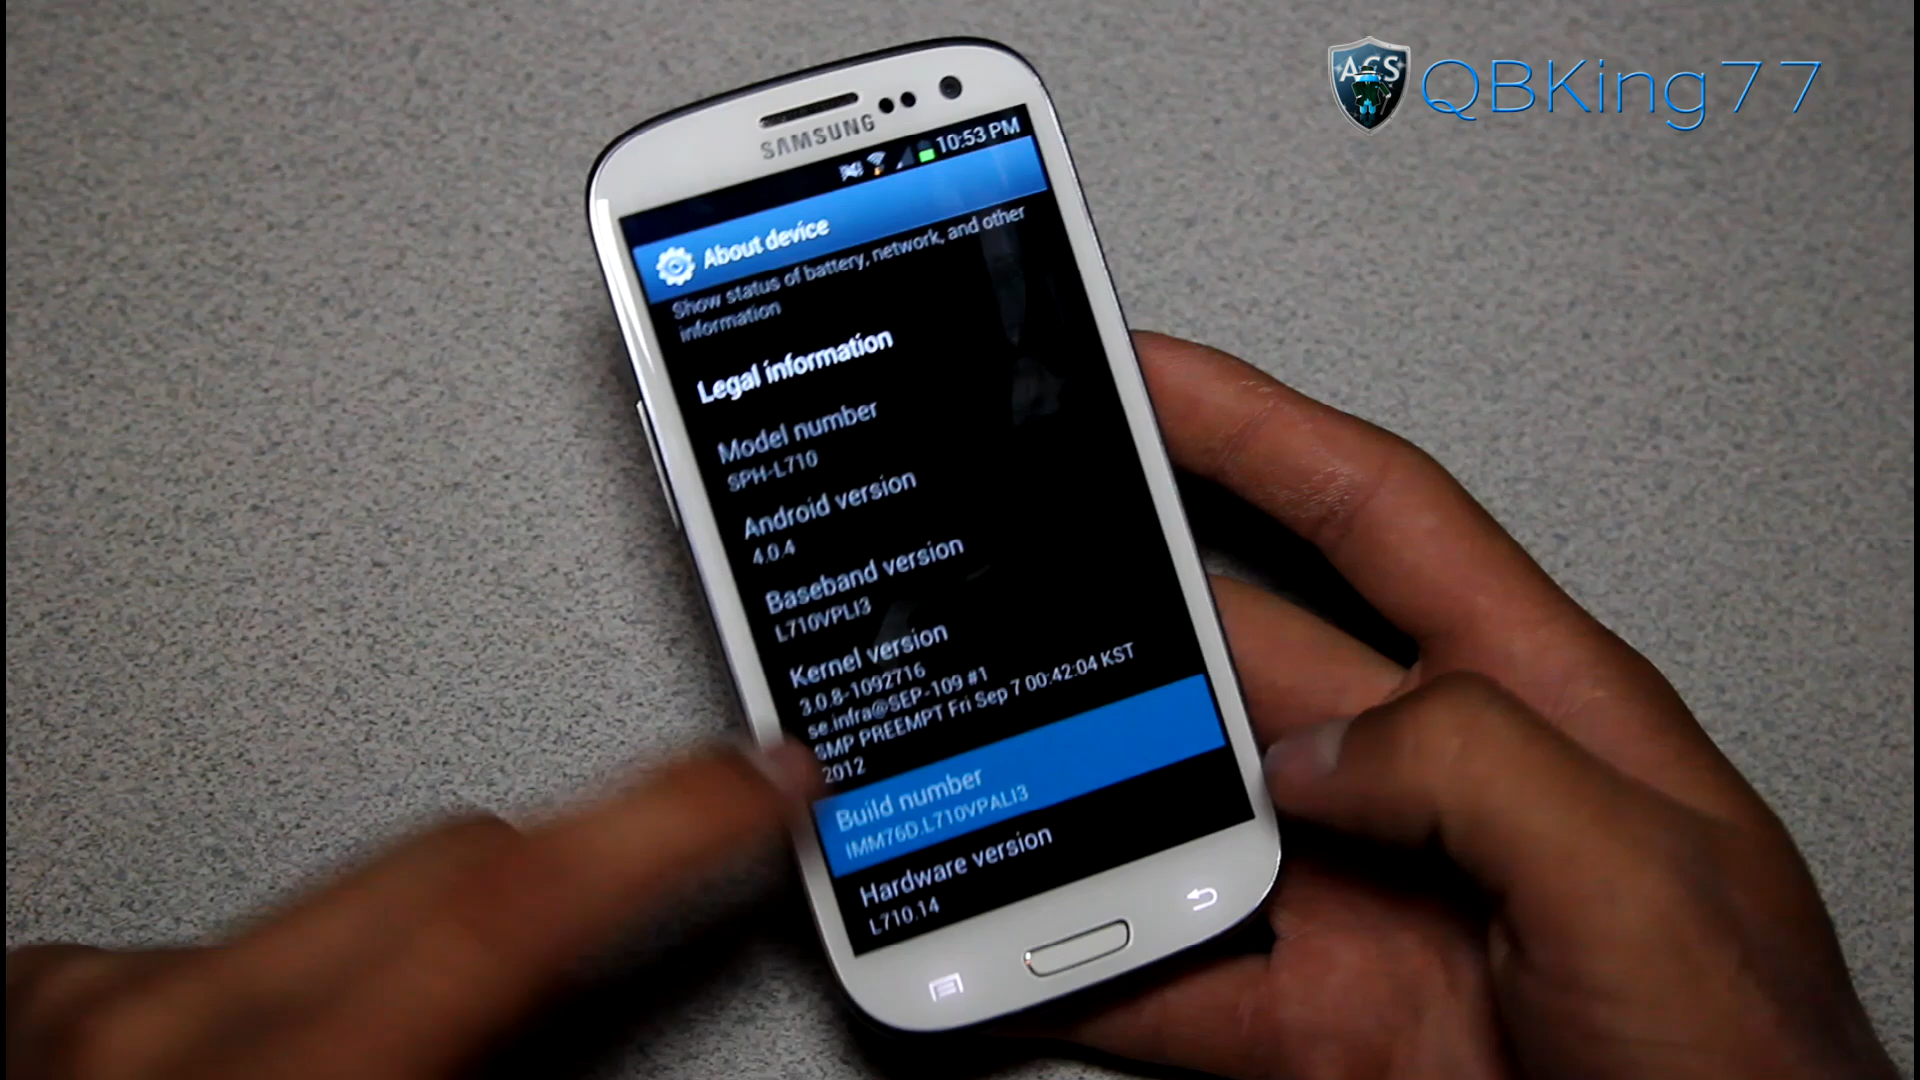 ACS QBKing77
SAMSUNG
10:53 PM
About device
Show status of battery, network, and other
information
Legal information
Model number
SPH-L710
Android version
4.0.4
Baseband version
L710VPLI3
Kernel version
3.0.8-1092716
se.infra@SEP-109 #1
SMP PREEMPT Fri Sep 7 00:42:04 KST
2012
Build number
IMM76D.L710VPALI3
Hardware version
L710.14